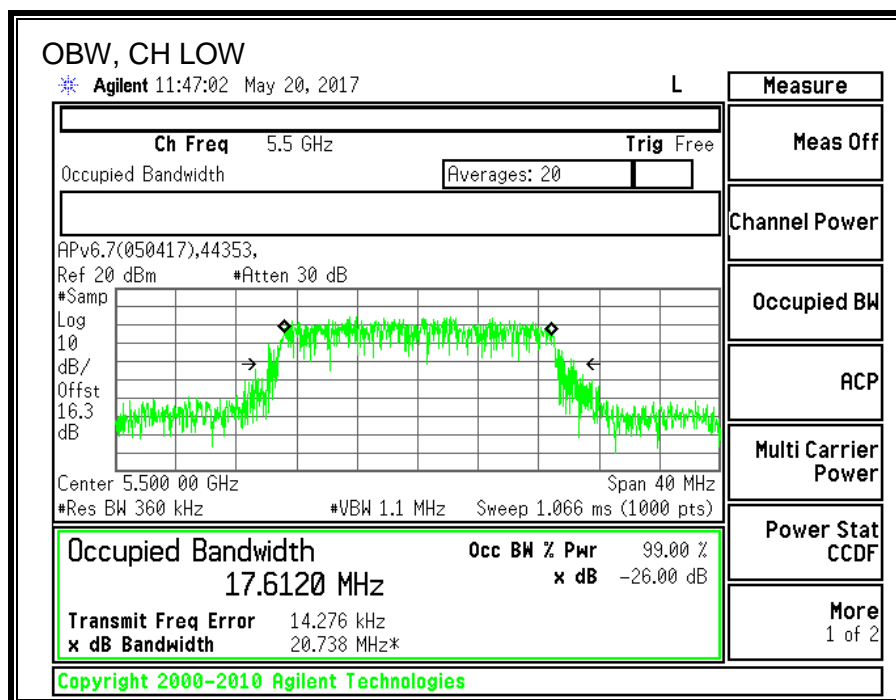 OBW, CH LOW
Agilent 11:47:02 May 20, 2017 L
Measure
Ch Freq 5.5 GHz Trig Free
Meas Off
Occupied Bandwidth Averages: 20
Channel Power
APv6.7(050417),44353,
Ref 20 dBm #Atten 30 dB
#Samp
Log
10
dB/
Offst
16.3
dB
Occupied BW
ACP
Multi Carrier
Power
Center 5.500 00 GHz Span 40 MHz
#Res BW 360 kHz #VBW 1.1 MHz Sweep 1.066 ms (1000 pts)
Power Stat
CCDF
Occupied Bandwidth Occ BW % Pwr 99.00 %
17.6120 MHz x dB -26.00 dB
Transmit Freq Error 14.276 kHz
x dB Bandwidth 20.738 MHz*
More
1 of 2
Copyright 2000-2010 Agilent Technologies